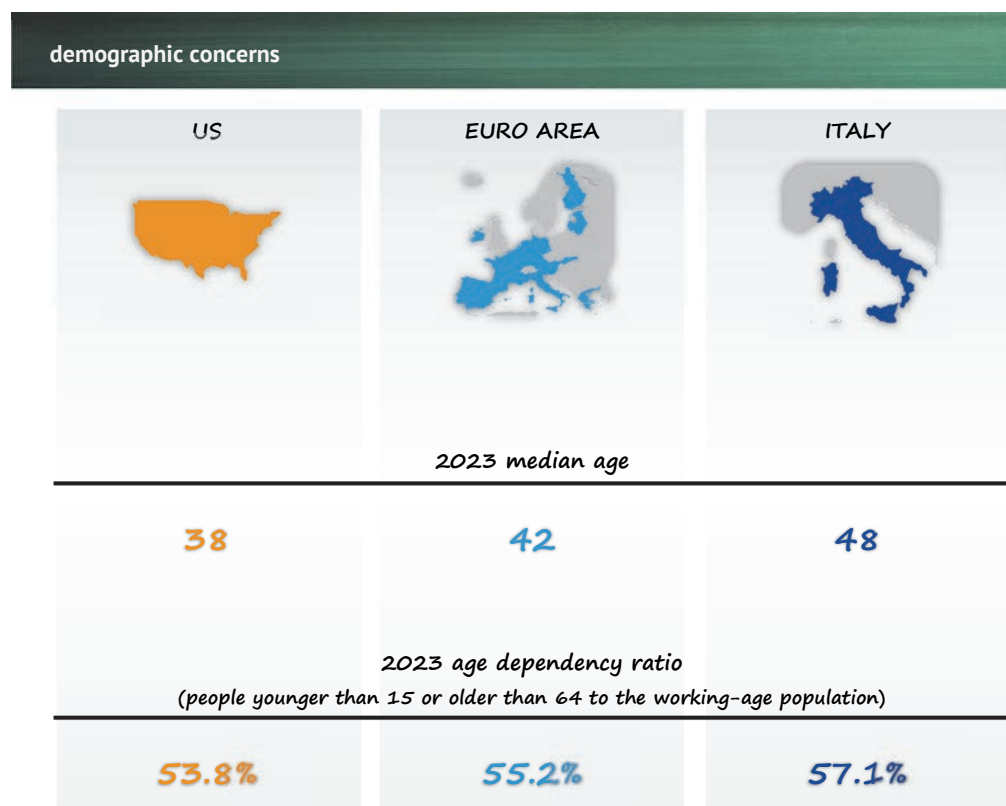 demographic concerns
US EURO AREA ITALY
2023 median age
38 42 48
2023 age dependency ratio
(people younger than 15 or older than 64 to the working-age population)
53.8% 55.2% 57.1%